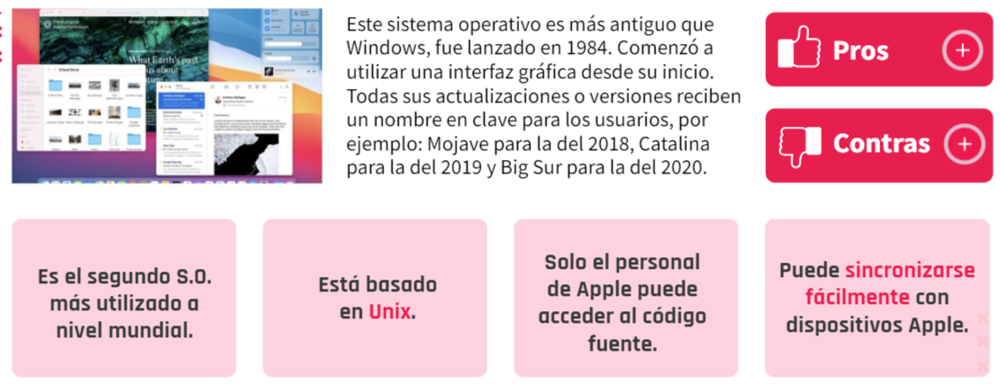 What Earth's past
us about
iCloud Drive
Este sistema operativo es más antiguo que
Windows, fue lanzado en 1984. Comenzó a
utilizar una interfaz gráfica desde su inicio.
Todas sus actualizaciones o versiones reciben
un nombre en clave para los usuarios, por
ejemplo: Mojave para la del 2018, Catalina
para la del 2019 y Big Sur para la del 2020.
Pros
Contras
Es el segundo S.O.
más utilizado a
nivel mundial.
Está basado
en Unix.
Solo el personal
de Apple puede
acceder al código
fuente.
Puede sincronizarse
fácilmente con
dispositivos Apple.